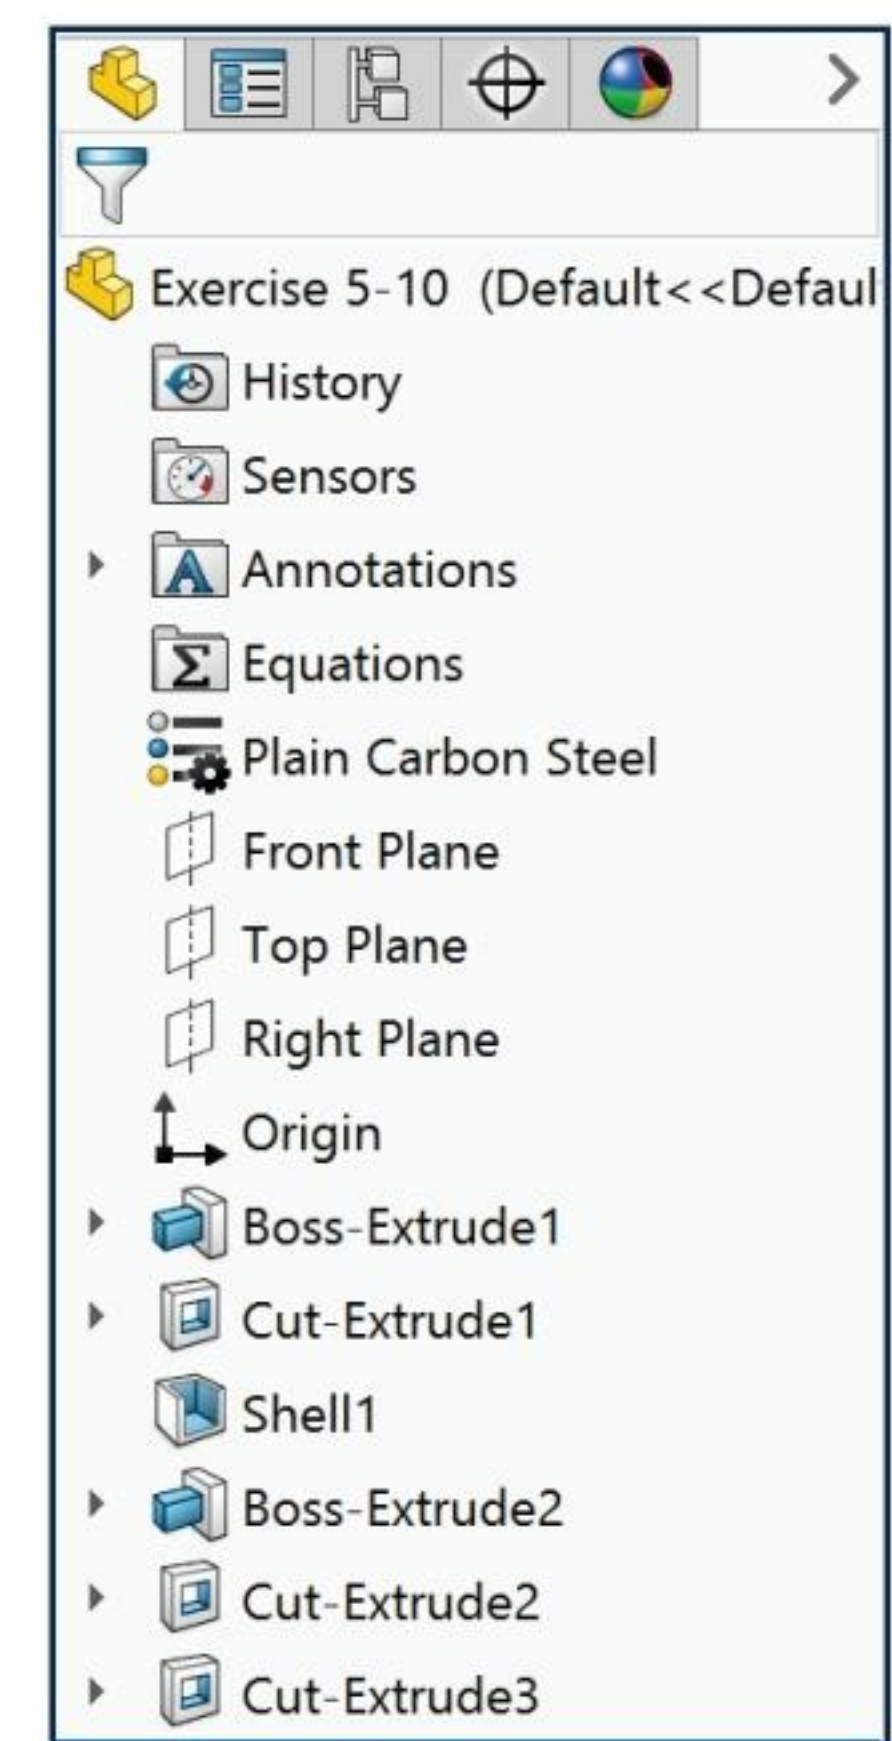 Exercise 5-10 (Default<<Defaul
History
Sensors
Annotations
Equations
Plain Carbon Steel
Front Plane
Top Plane
Right Plane
Origin
Boss-Extrude1
Cut-Extrude1
Shell1
Boss-Extrude2
Cut-Extrude2
Cut-Extrude3